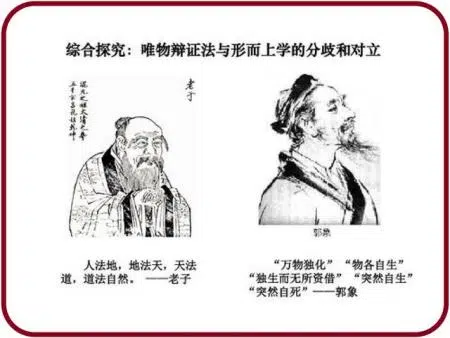 综合探究：唯物辩证法与形而上学的分歧和对立
老子
郭象
人法地，地法天，天法
道，道法自然。 ——老子
“万物独化” “物各自生”
“独生而无所资借” “突然自生”
“突然自死”——郭象